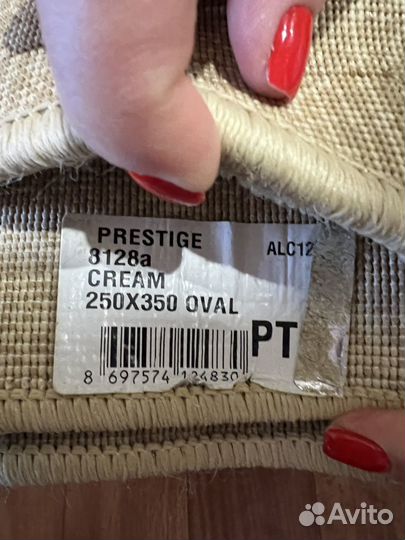 PRESTIGE
8128a ALC12
CREAM
250X350 OVAL
PT
8 697574 124830
Avito